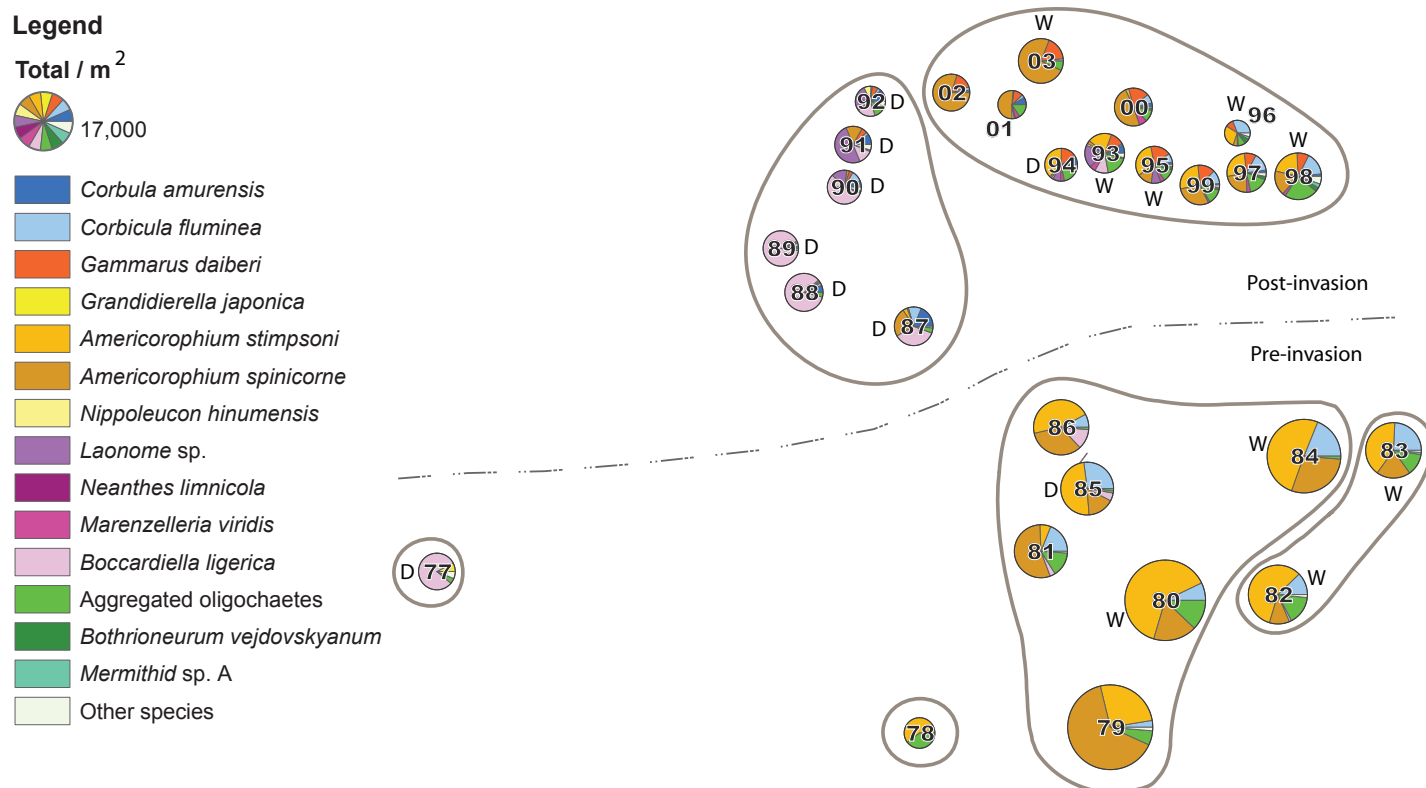 Legend
Total / m 2
17,000
Corbula amurensis
Corbicula fluminea
Gammarus daiberi
Grandidierella japonica
Americorophium stimpsoni
Americorophium spinicorne
Nippoleucon hinumensis
Laonome sp.
Neanthes limnicola
Marenzelleria viridis
Boccardiella ligerica
Aggregated oligochaetes
Bothrioneurum vejdovskyanum
Mermithid sp. A
Other species
W
03
02
01
00
W 96
D 94
93
W
95
W
99
97
W
98
92 D
91 D
90 D
89 D
88 D
D 87
Post-invasion
Pre-invasion
86
D 85
81
W 84
83
W
W 80
82 W
79
78
D 77